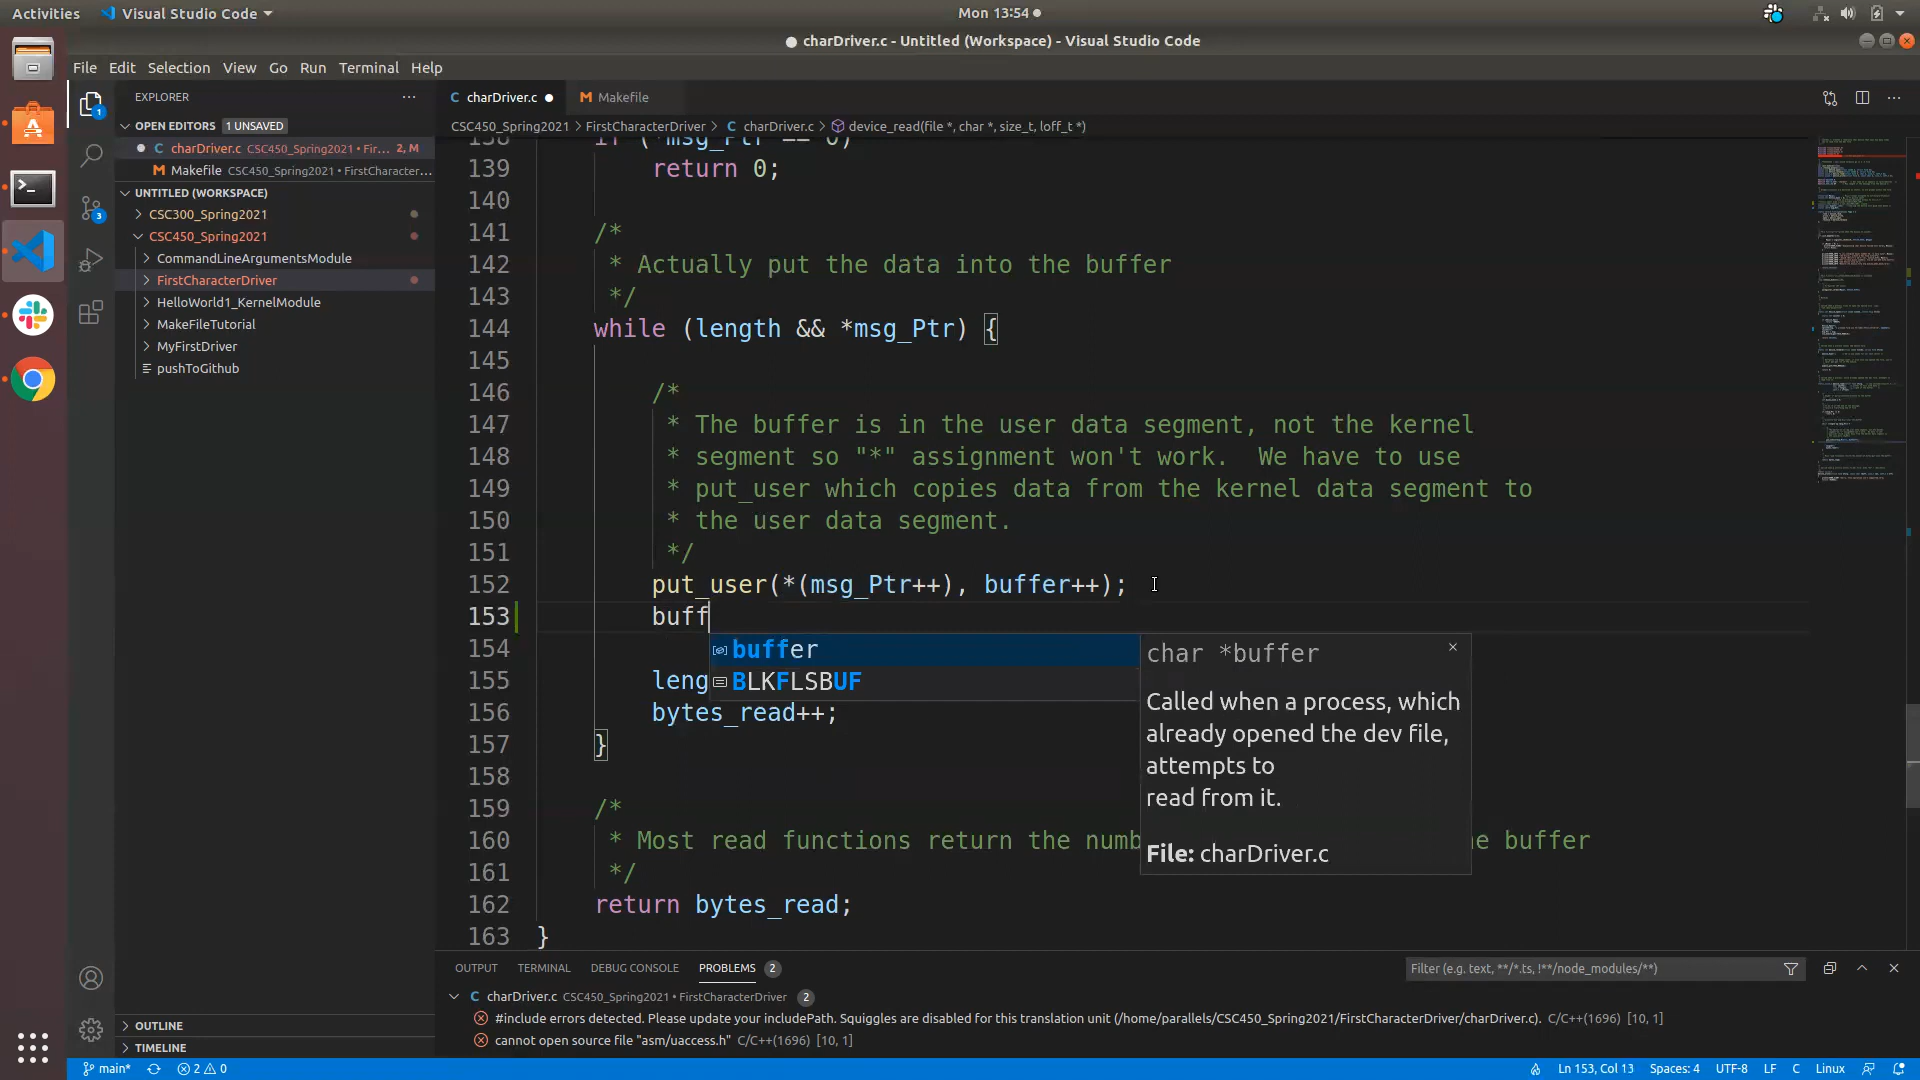 Activities Visual Studio Code Mon 13:54
charDriver.c - Untitled (Workspace) - Visual Studio Code
File Edit Selection View Go Run Terminal Help
EXPLORER
OPEN EDITORS 1 UNSAVED
charDriver.c CSC450_Spring2021 • Fir... 2, M
Makefile CSC450_Spring2021 • FirstCharacter...
UNTITLED (WORKSPACE)
CSC300_Spring2021
CSC450_Spring2021
CommandLineArgumentsModule
FirstCharacterDriver
HelloWorld1_KernelModule
MakeFileTutorial
MyFirstDriver
pushToGithub
OUTLINE
TIMELINE
1
3
charDriver.c Makefile
CSC450_Spring2021 > FirstCharacterDriver > charDriver.c > device_read(file *, char *, size_t, loff_t *)
138 if (*msg_Ptr == 0)
139 return 0;
140
141 /*
142 * Actually put the data into the buffer
143 */
144 while (length && *msg_Ptr) {
145
146 /*
147 * The buffer is in the user data segment, not the kernel
148 * segment so "*" assignment won't work. We have to use
149 * put_user which copies data from the kernel data segment to
150 * the user data segment.
151 */
152 put_user(*(msg_Ptr++), buffer++);
153 buff
154
155 leng
156 bytes_read++;
157 }
158
159 /*
160 * Most read functions return the numb e buffer
161 */
162 return bytes_read;
163 }
buffer
BLKFLSBUF
char *buffer
Called when a process, which
already opened the dev file,
attempts to
read from it.
File: charDriver.c
OUTPUT TERMINAL DEBUG CONSOLE PROBLEMS 2 Filter (e.g. text, **/*.ts, !**/node_modules/**)
charDriver.c CSC450_Spring2021 • FirstCharacterDriver 2
#include errors detected. Please update your includePath. Squiggles are disabled for this translation unit (/home/parallels/CSC450_Spring2021/FirstCharacterDriver/charDriver.c). C/C++(1696) [10, 1]
cannot open source file "asm/uaccess.h" C/C++(1696) [10, 1]
main* 2 0 Ln 153, Col 13 Spaces: 4 UTF-8 LF C Linux